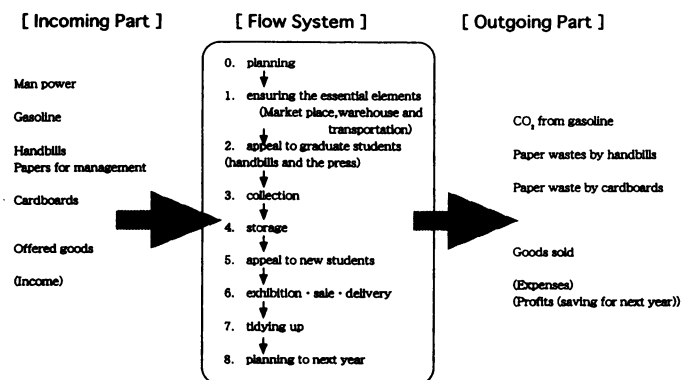 [ Incoming Part ]
Man power
Gasoline
Handbills
Papers for management
Cardboards
Offered goods
(Income)
[ Flow System ]
0. planning
1. ensuring the essential elements
(Market place,warehouse and
transportation)
2. appeal to graduate students
(handbills and the press)
3. collection
4. storage
5. appeal to new students
6. exhibition・sale・delivery
7. tidying up
8. planning to next year
[ Outgoing Part ]
CO₂ from gasoline
Paper wastes by handbills
Paper waste by cardboards
Goods sold
(Expenses)
(Profits (saving for next year))